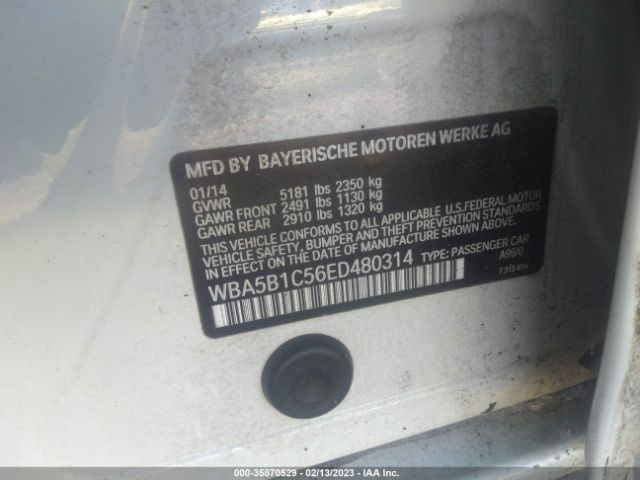 MFD BY BAYERISCHE MOTOREN WERKE AG
01/14
GVWR 5181 lbs 2350 kg
GAWR FRONT 2491 lbs 1130 kg
GAWR REAR 2910 lbs 1320 kg
THIS VEHICLE CONFORMS TO ALL APPLICABLE U.S.FEDERAL MOTOR
VEHICLE SAFETY, BUMPER AND THEFT PREVENTION STANDARDS
IN EFFECT ON THE DATE OF MANUFACTURE SHOWN ABOVE.
WBA5B1C56ED480314 TYPE: PASSENGER CAR
A96/0
7 315 814
000-35870529 - 02/13/2023 - IAA Inc.